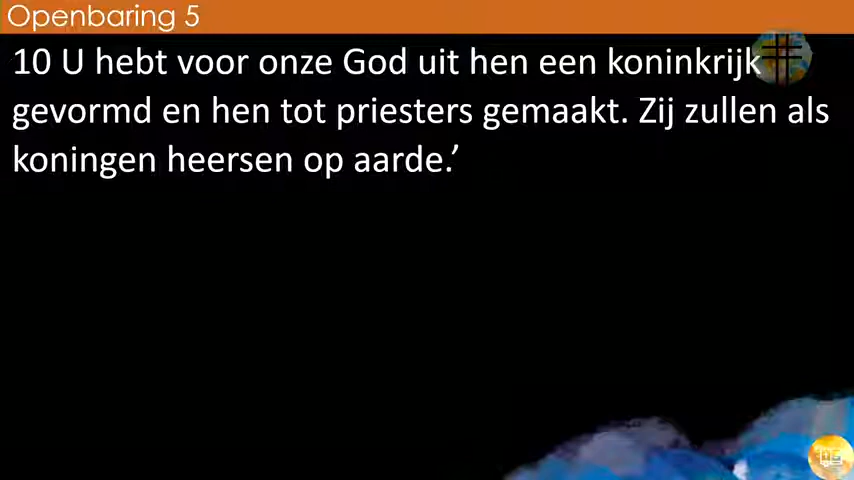 Openbaring 5
10 U hebt voor onze God uit hen een koninkrijk
gevormd en hen tot priesters gemaakt. Zij zullen als
koningen heersen op aarde.’